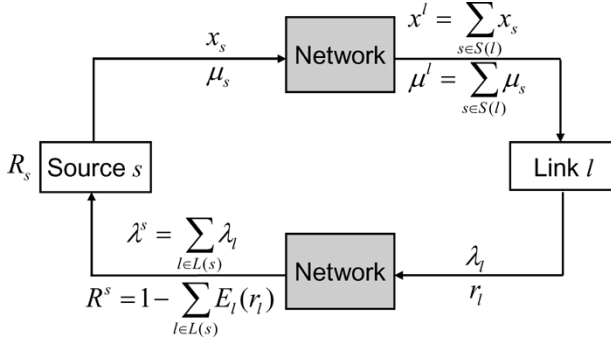 x_s
μ_s
Network
x^l = ∑_{s∈S(l)} x_s
μ^l = ∑_{s∈S(l)} μ_s
R_s
Source s
Link l
λ^s = ∑_{l∈L(s)} λ_l
R^s = 1 − ∑_{l∈L(s)} E_l(r_l)
Network
λ_l
r_l